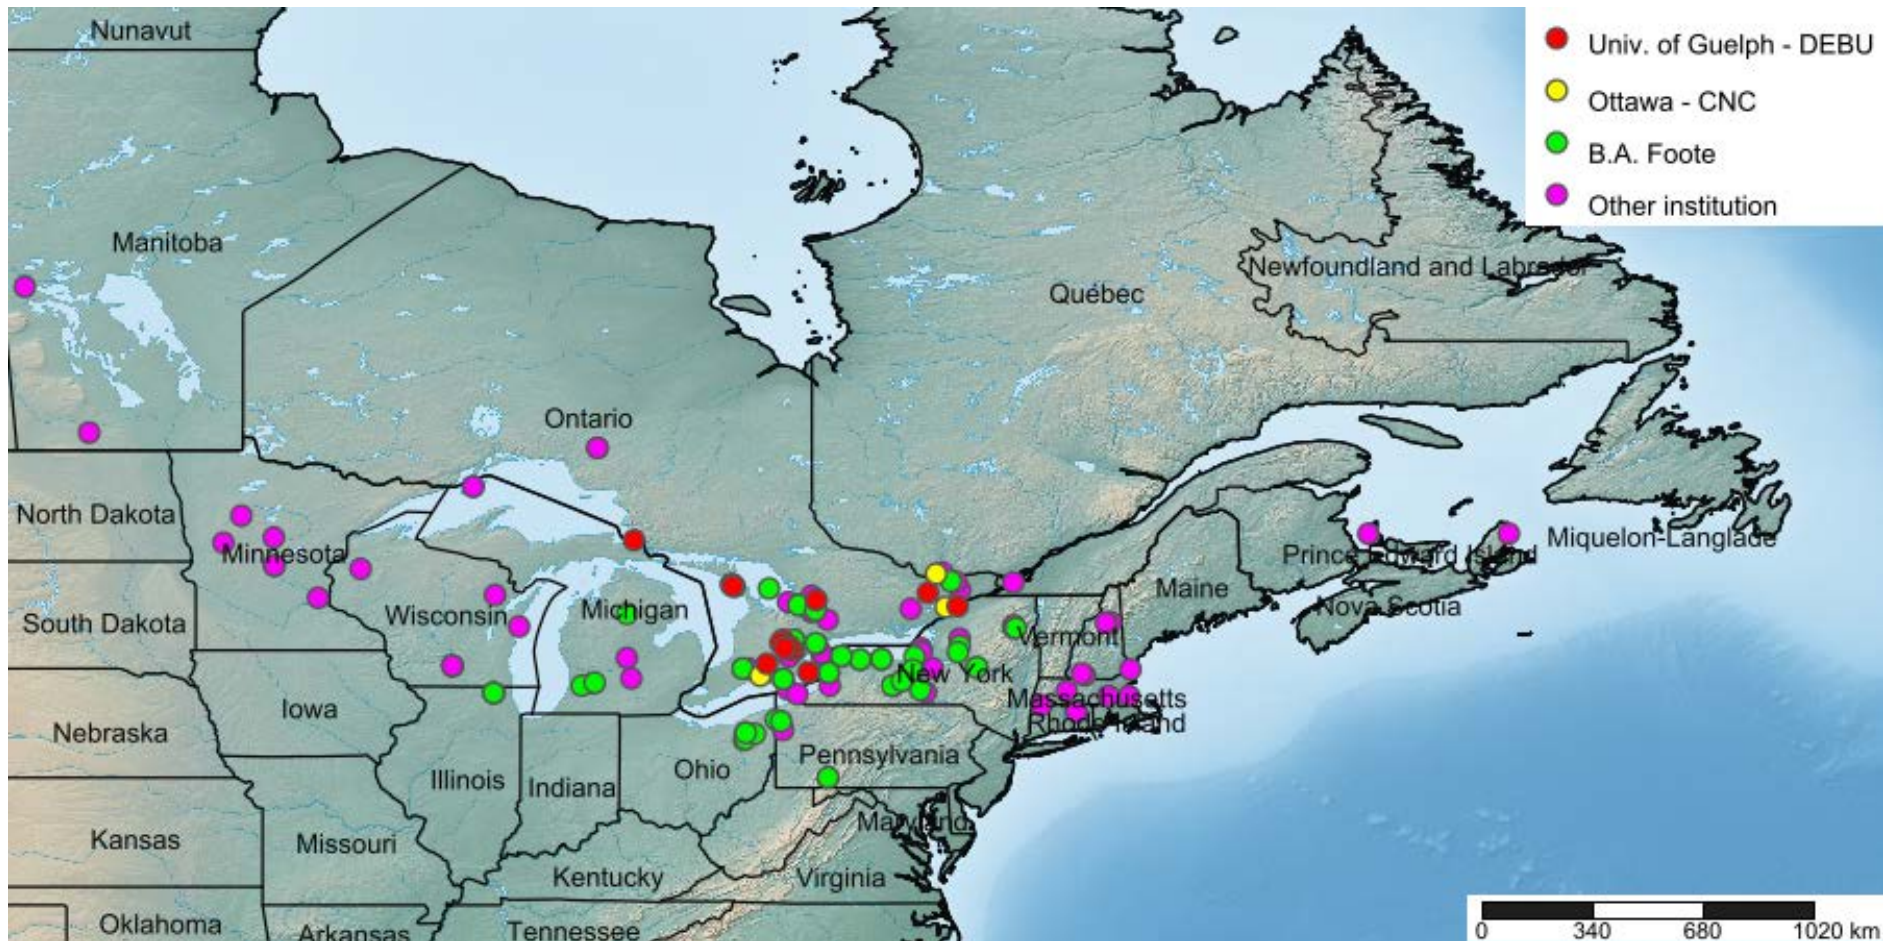 Nunavut
Univ. of Guelph - DEBU
Ottawa - CNC
B.A. Foote
Other institution
Manitoba
Newfoundland and Labrador
Québec
Ontario
North Dakota
Minnesota
Miquelon-Langlade
Prince Edward Island
Maine
Nova Scotia
Michigan
Wisconsin
South Dakota
Vermont
New York
Massachusetts
Rhode Island
Iowa
Nebraska
Pennsylvania
Ohio
Illinois
Indiana
Maryland
Kansas
Missouri
Kentucky
Virginia
Oklahoma
Arkansas
Tennessee
0 340 680 1020 km